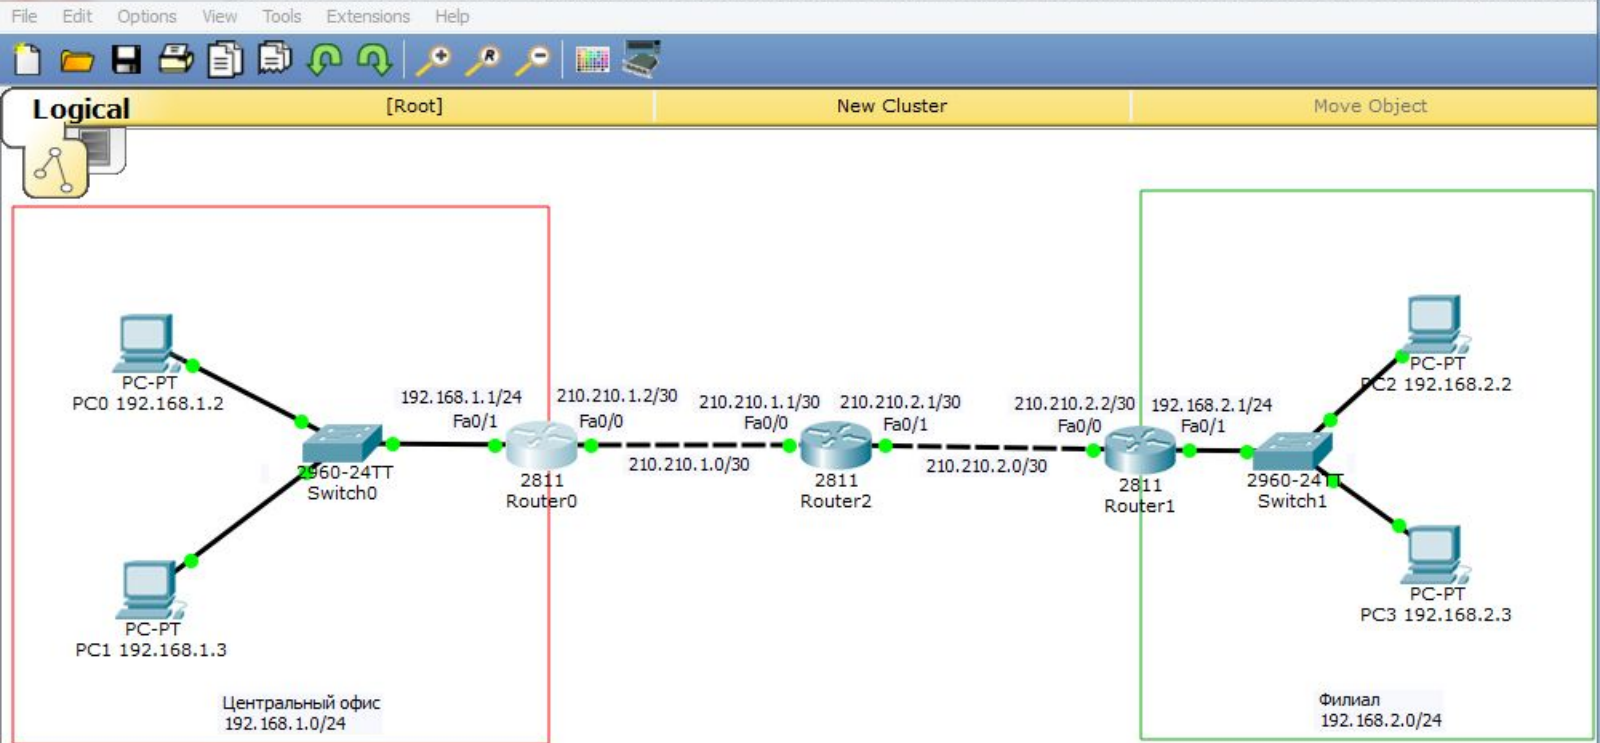 File Edit Options View Tools Extensions Help
R
Logical
[Root]
New Cluster
Move Object
PC-PT
PC0 192.168.1.2
2960-24TT
Switch0
PC-PT
PC1 192.168.1.3
Центральный офис
192.168.1.0/24
192.168.1.1/24
Fa0/1
2811
Router0
210.210.1.2/30
Fa0/0
210.210.1.0/30
210.210.1.1/30
Fa0/0
2811
Router2
210.210.2.1/30
Fa0/1
210.210.2.0/30
210.210.2.2/30
Fa0/0
2811
Router1
192.168.2.1/24
Fa0/1
2960-24TT
Switch1
PC-PT
PC2 192.168.2.2
PC-PT
PC3 192.168.2.3
Филиал
192.168.2.0/24